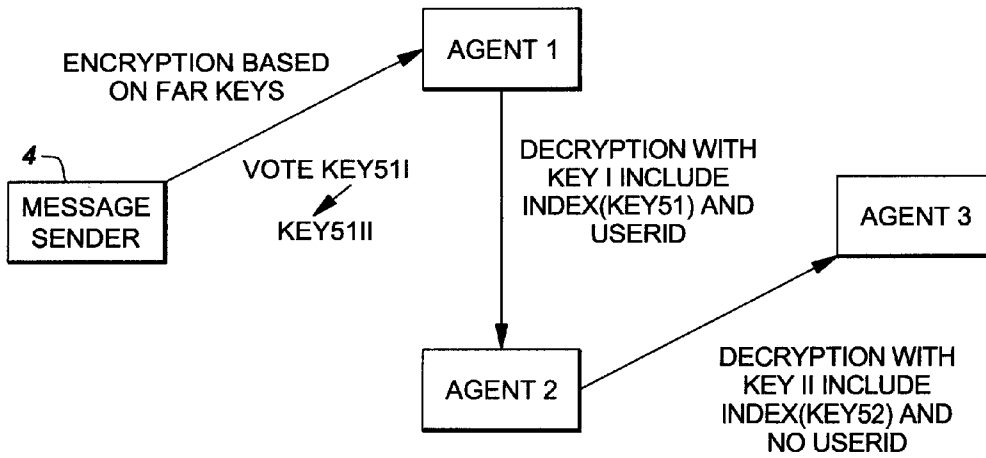 ENCRYPTION BASED
ON FAR KEYS
AGENT 1
4
MESSAGE
SENDER
VOTE KEY51I
KEY51II
DECRYPTION WITH
KEY I INCLUDE
INDEX(KEY51) AND
USERID
AGENT 3
AGENT 2
DECRYPTION WITH
KEY II INCLUDE
INDEX(KEY52) AND
NO USERID